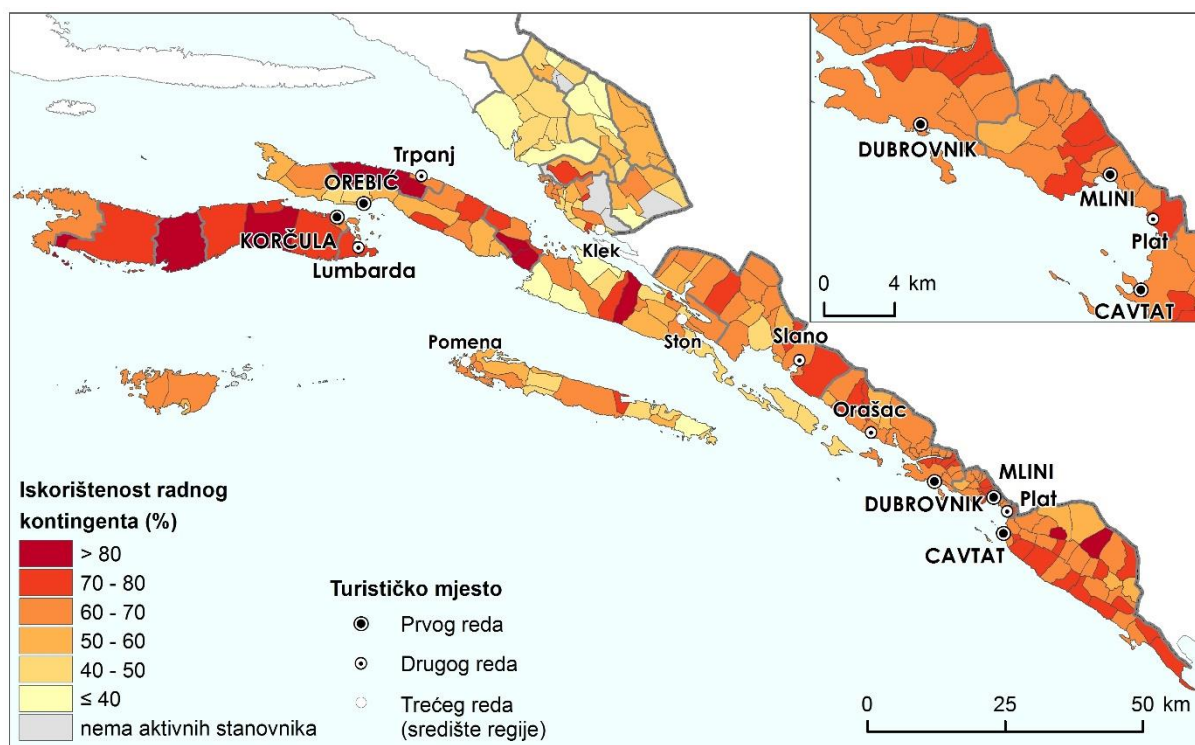 Trpanj
OREBIĆ
KORČULA
Lumbarda
Klek
Pomena
Ston
Slano
Orašac
DUBROVNIK
MLINI
Plat
CAVTAT
DUBROVNIK
MLINI
Plat
CAVTAT
0 4 km
Iskorištenost radnog
kontingenta (%)
> 80
70 - 80
60 - 70
50 - 60
40 - 50
≤ 40
nema aktivnih stanovnika
Turističko mjesto
Prvog reda
Drugog reda
Trećeg reda
(središte regije)
0 25 50 km